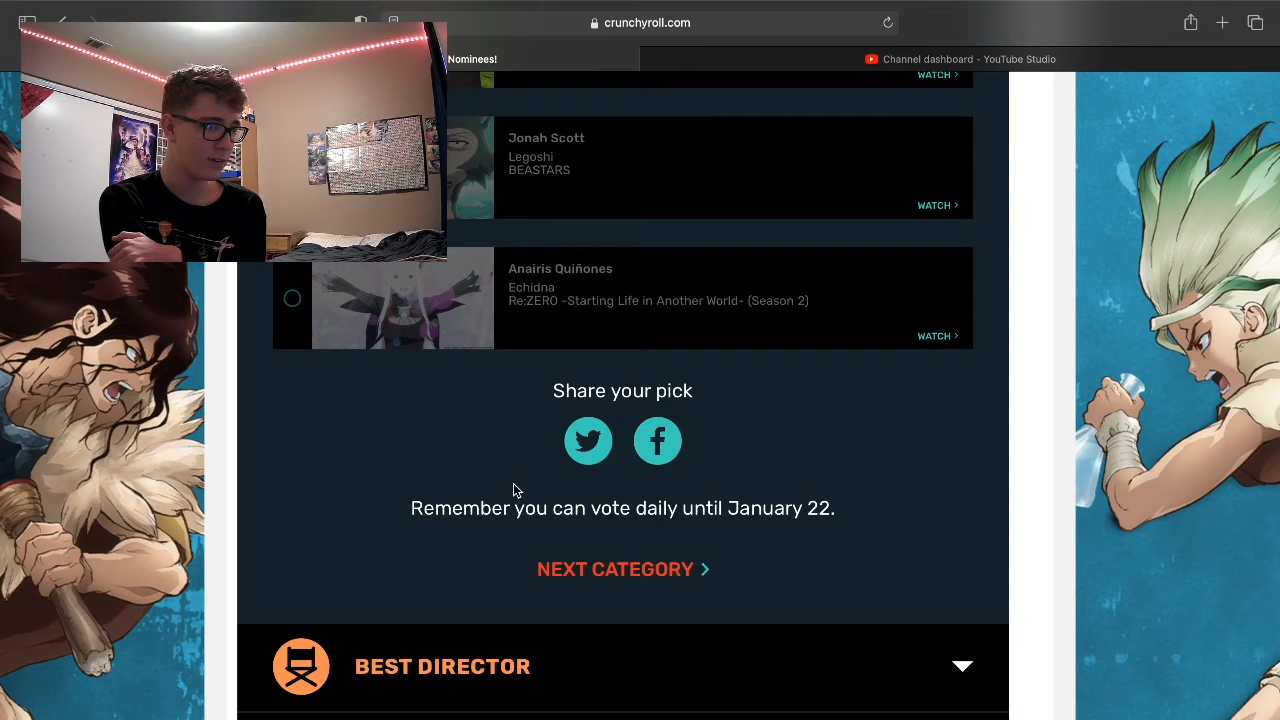 crunchyroll.com
Nominees!
Channel dashboard - YouTube Studio
WATCH >
Jonah Scott
Legoshi
BEASTARS
WATCH >
Anairis Quiñones
Echidna
Re:ZERO -Starting Life in Another World- (Season 2)
WATCH >
Share your pick
Remember you can vote daily until January 22.
NEXT CATEGORY >
BEST DIRECTOR